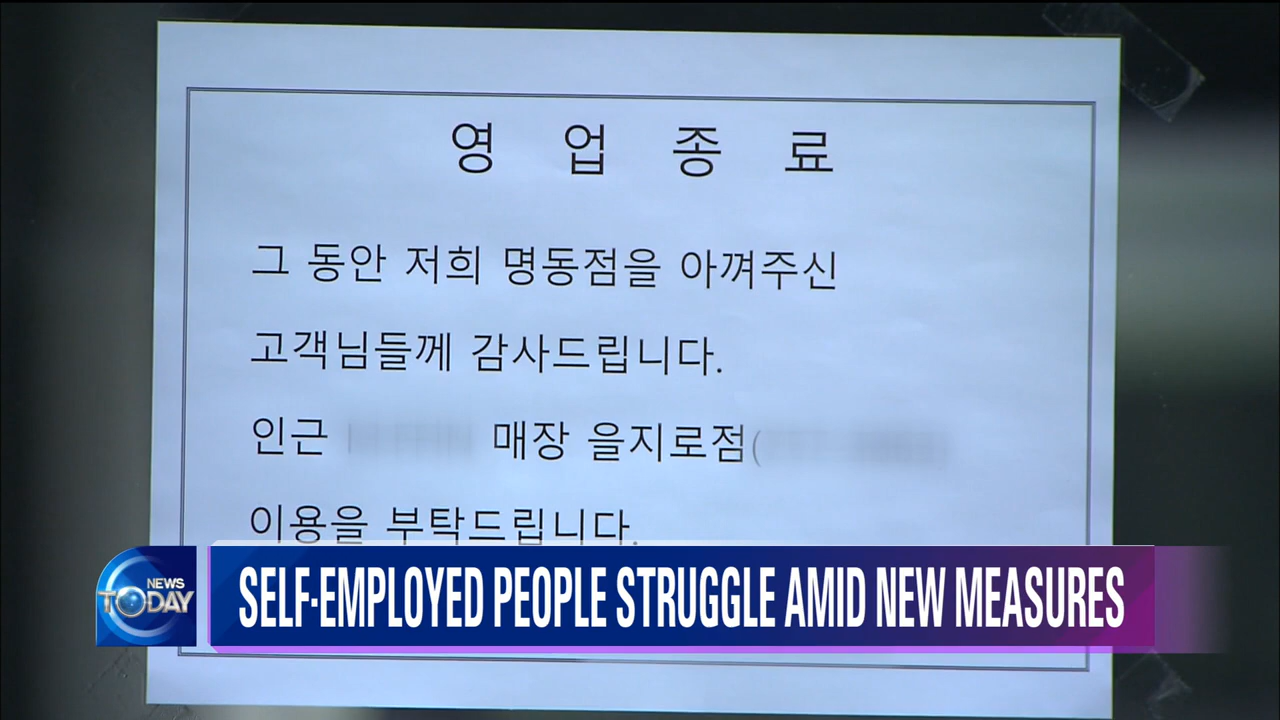 영 업 종 료
그 동안 저희 명동점을 아껴주신
고객님들께 감사드립니다.
인근 매장 을지로점(
이용을 부탁드립니다.
NEWS
TODAY
SELF-EMPLOYED PEOPLE STRUGGLE AMID NEW MEASURES